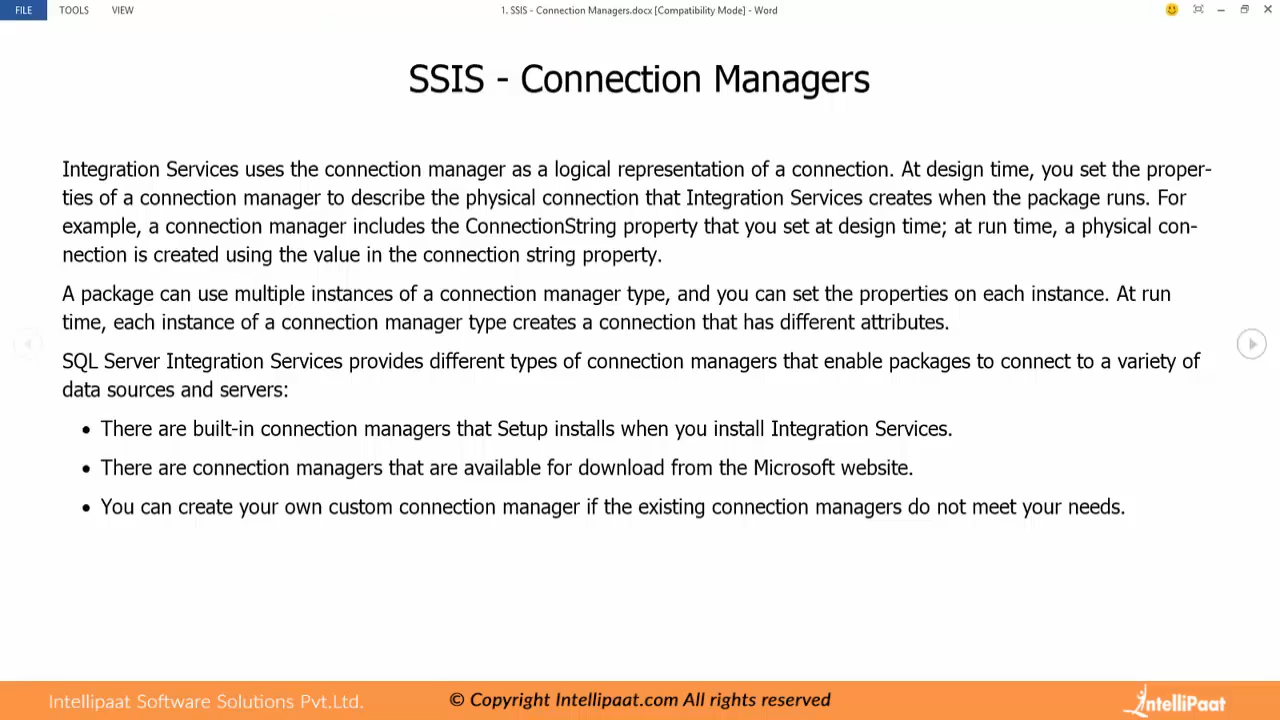 FILE TOOLS VIEW 1. SSIS - Connection Managers.docx [Compatibility Mode] - Word
SSIS - Connection Managers
Integration Services uses the connection manager as a logical representation of a connection. At design time, you set the proper-
ties of a connection manager to describe the physical connection that Integration Services creates when the package runs. For
example, a connection manager includes the ConnectionString property that you set at design time; at run time, a physical con-
nection is created using the value in the connection string property.
A package can use multiple instances of a connection manager type, and you can set the properties on each instance. At run
time, each instance of a connection manager type creates a connection that has different attributes.
SQL Server Integration Services provides different types of connection managers that enable packages to connect to a variety of
data sources and servers:
• There are built-in connection managers that Setup installs when you install Integration Services.
• There are connection managers that are available for download from the Microsoft website.
• You can create your own custom connection manager if the existing connection managers do not meet your needs.
Intellipaat Software Solutions Pvt.Ltd. © Copyright Intellipaat.com All rights reserved IntelliPaat